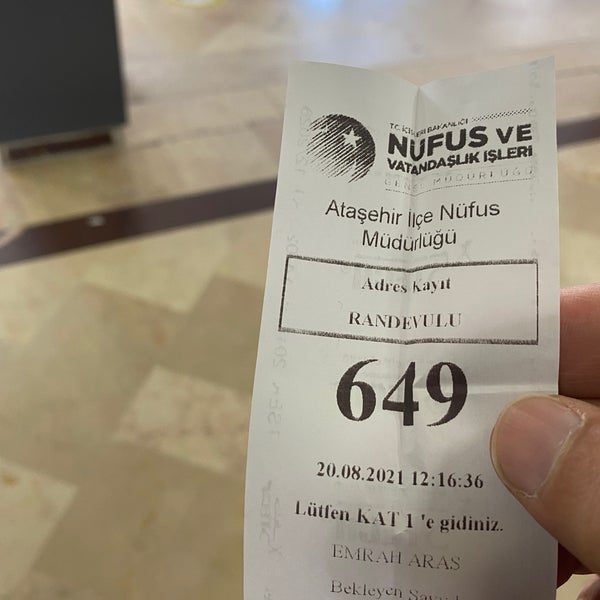 T.C. İÇİŞLERİ BAKANLIĞI
NÜFUS VE
VATANDAŞLIK İŞLERİ
GENEL MÜDÜRLÜĞÜ
Ataşehir İlçe Nüfus
Müdürlüğü
Adres Kayıt
RANDEVULU
649
20.08.2021 12:16:36
Lütfen KAT 1 'e gidiniz.
EMRAH ARAS
Bekleyen